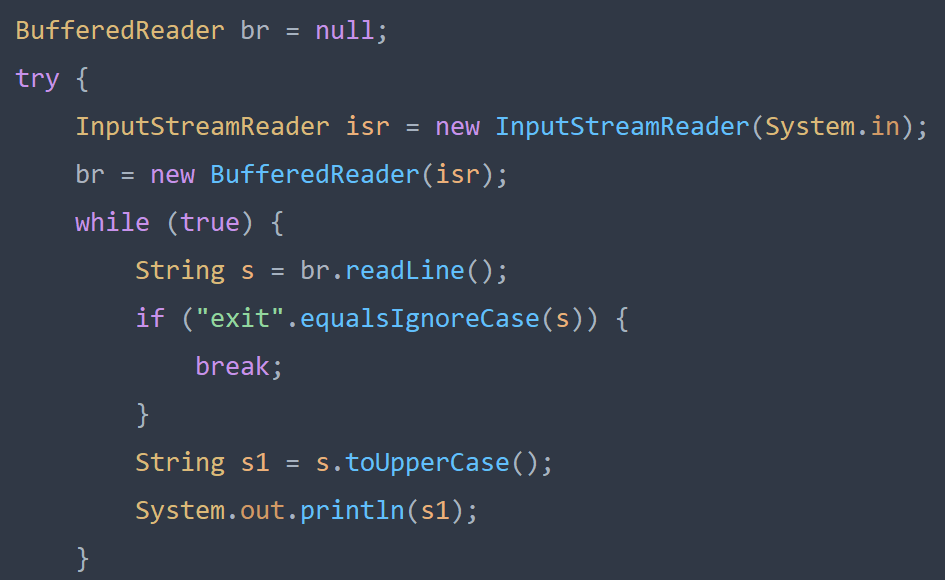 BufferedReader br = null;
try {
    InputStreamReader isr = new InputStreamReader(System.in);
    br = new BufferedReader(isr);
    while (true) {
        String s = br.readLine();
        if ("exit".equalsIgnoreCase(s)) {
            break;
        }
        String s1 = s.toUpperCase();
        System.out.println(s1);
    }